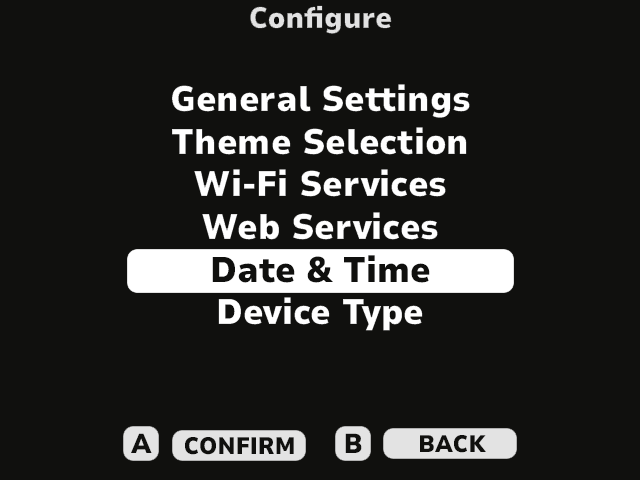 Configure
General Settings
Theme Selection
Wi-Fi Services
Web Services
Date & Time
Device Type
A CONFIRM B BACK